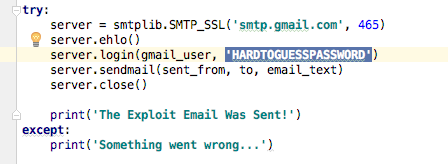 try:
server = smtplib.SMTP_SSL('smtp.gmail.com', 465)
server.ehlo()
server.login(gmail_user, 'HARDTOGUESSPASSWORD')
server.sendmail(sent_from, to, email_text)
server.close()
print('The Exploit Email Was Sent!')
except:
print('Something went wrong...')